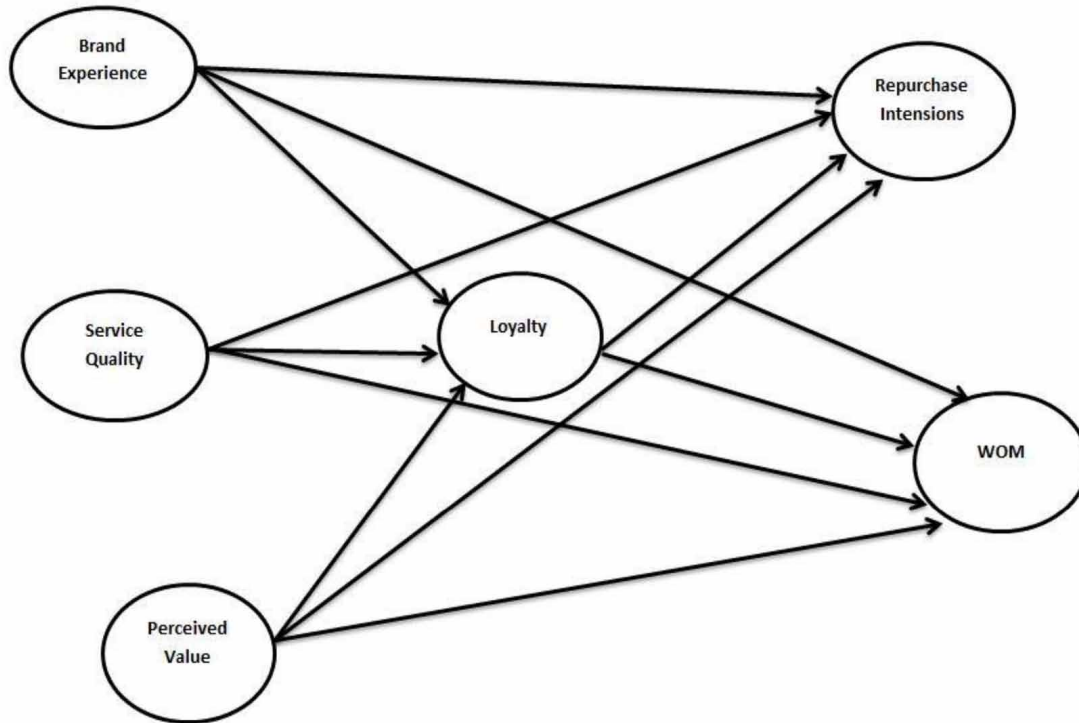 Brand
Experience
Repurchase
Intensions
Service
Quality
Loyalty
WOM
Perceived
Value